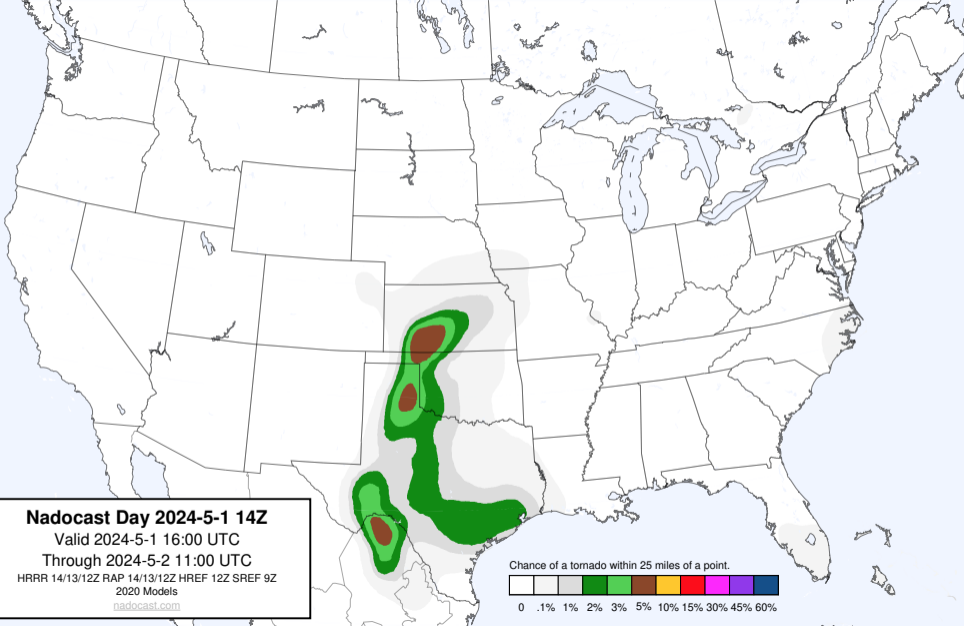 Nadocast Day 2024-5-1 14Z
Valid 2024-5-1 16:00 UTC
Through 2024-5-2 11:00 UTC
HRRR 14/13/12Z RAP 14/13/12Z HREF 12Z SREF 9Z
2020 Models
nadocast.com
Chance of a tornado within 25 miles of a point.
0 .1% 1% 2% 3% 5% 10% 15% 30% 45% 60%